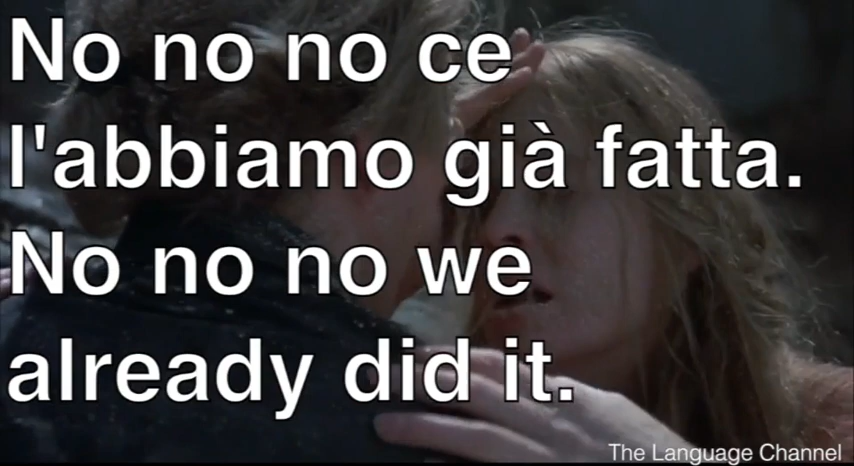 No no no ce
l'abbiamo già fatta.
No no no we
already did it.
The Language Channel